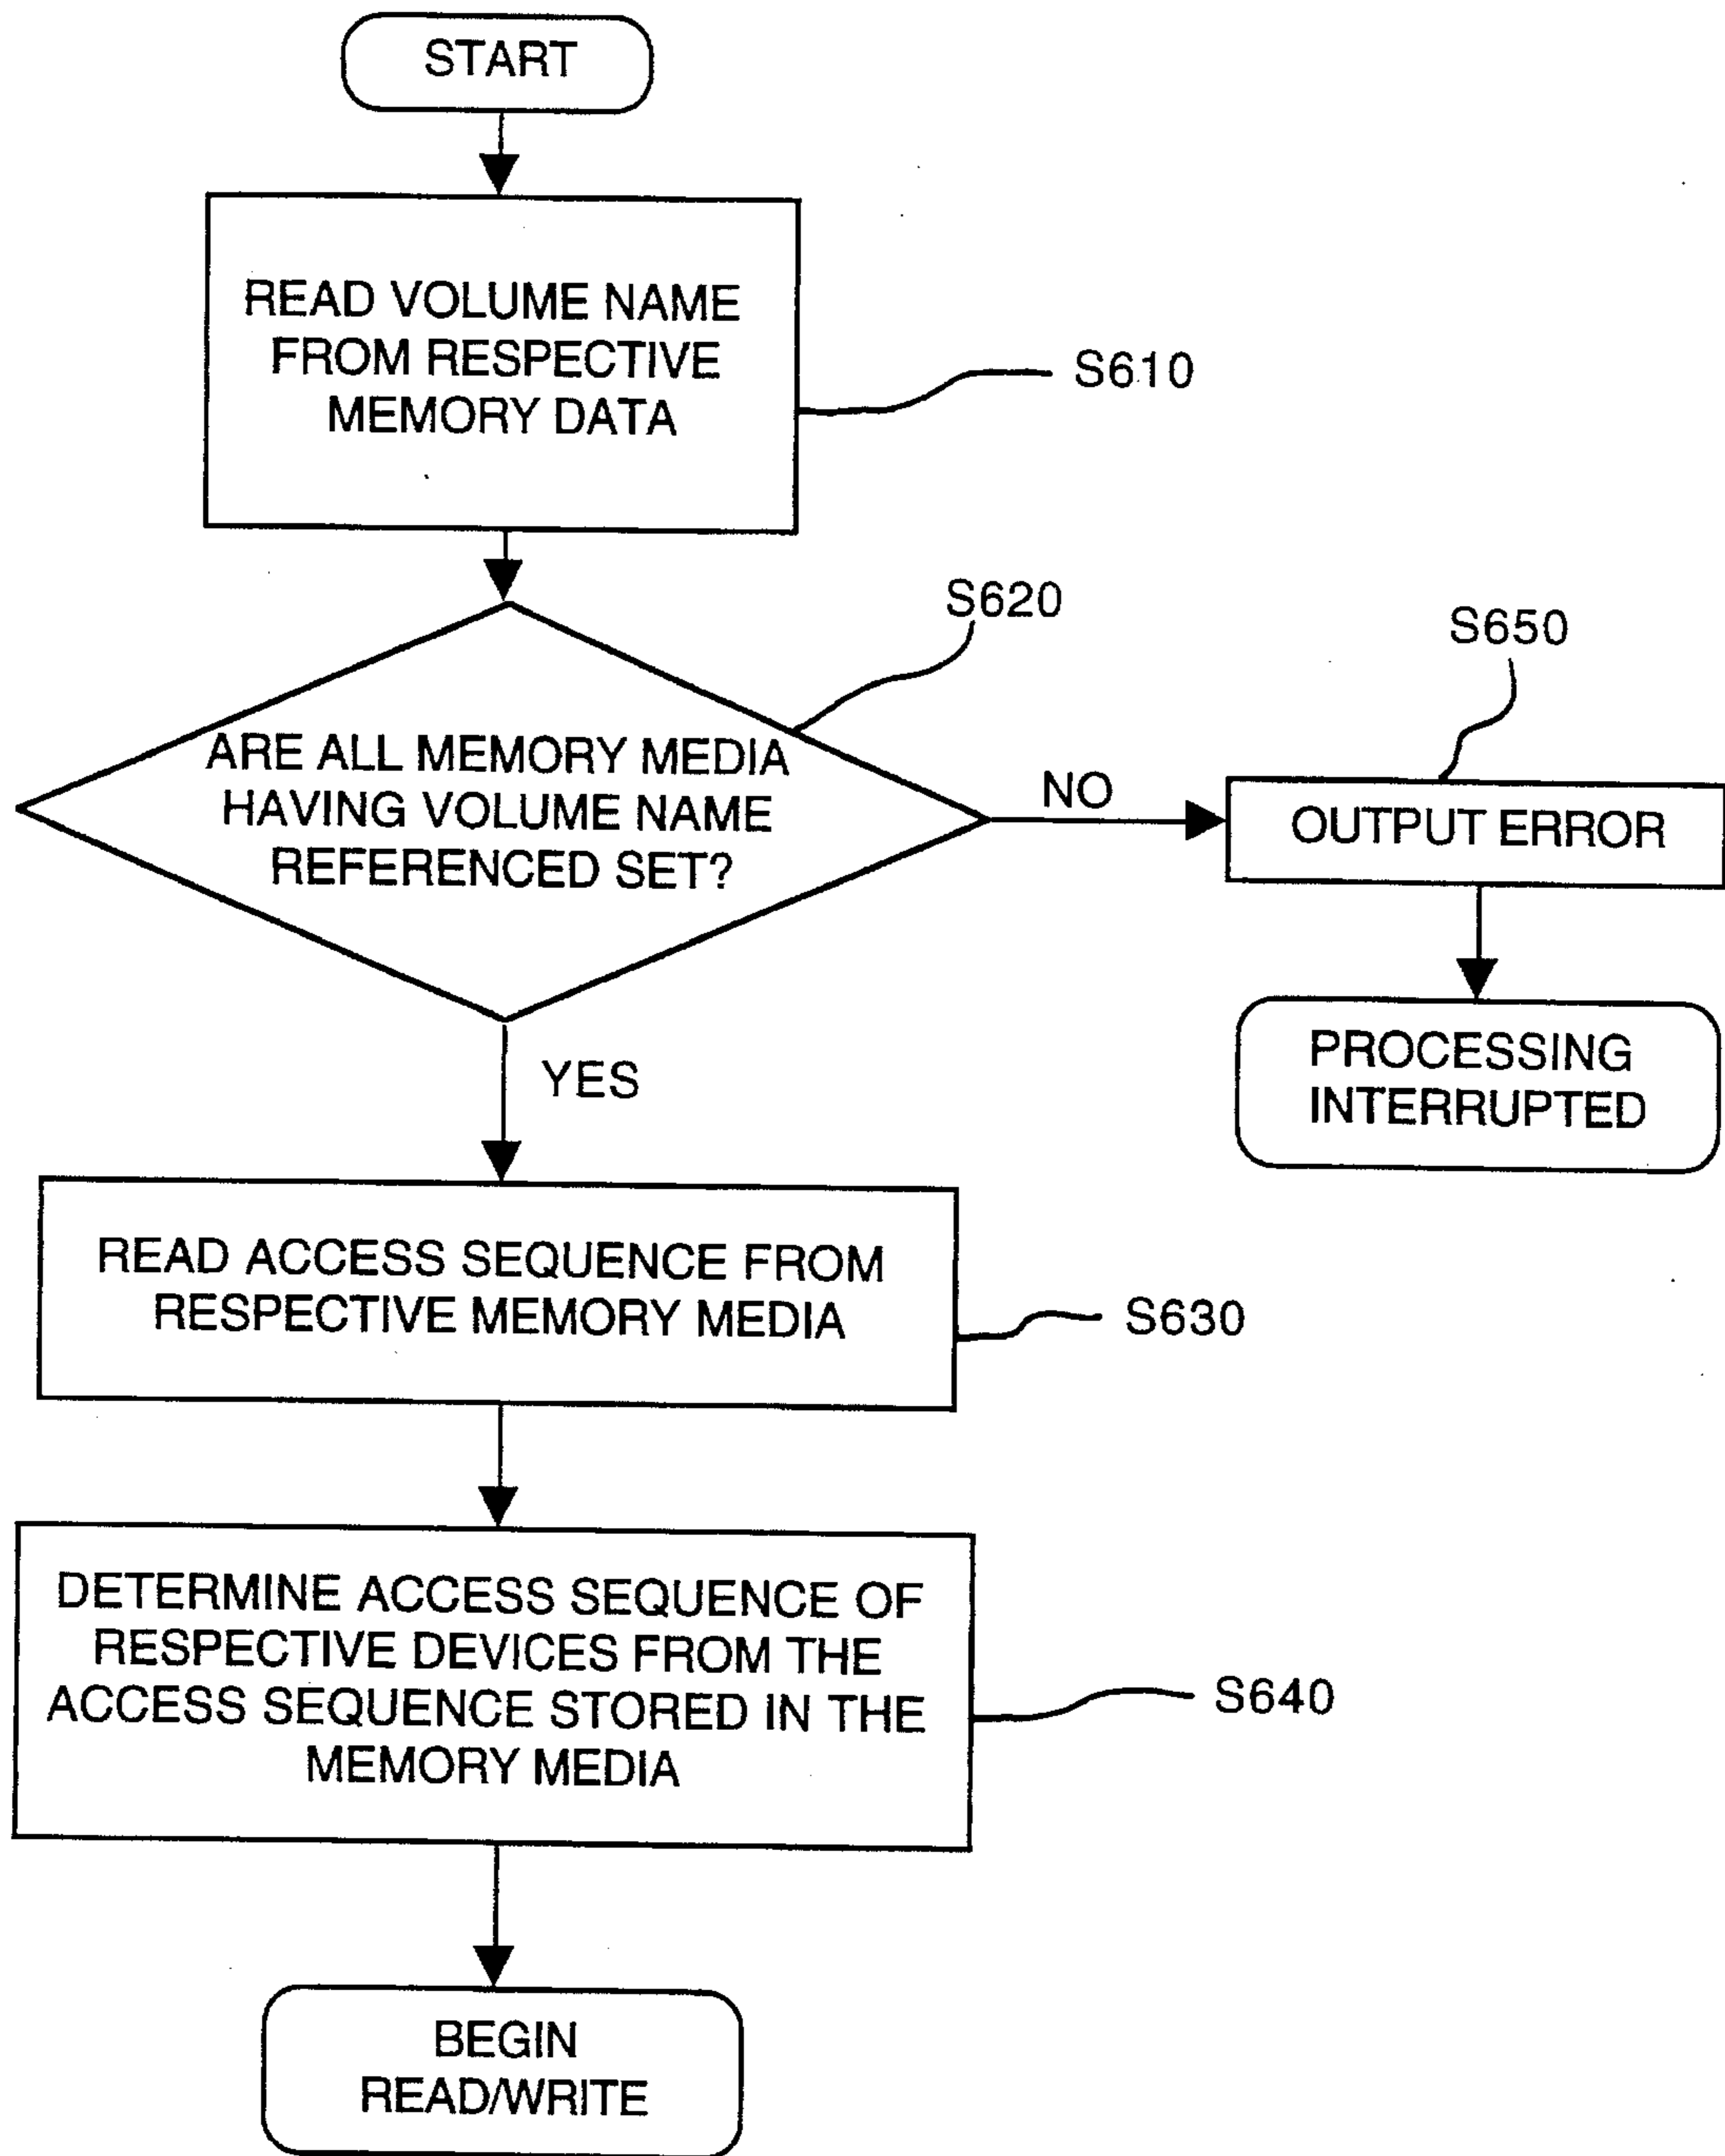 START
READ VOLUME NAME
FROM RESPECTIVE
MEMORY DATA
S610
S620
ARE ALL MEMORY MEDIA
HAVING VOLUME NAME
REFERENCED SET?
NO
S650
OUTPUT ERROR
PROCESSING
INTERRUPTED
YES
READ ACCESS SEQUENCE FROM
RESPECTIVE MEMORY MEDIA
S630
DETERMINE ACCESS SEQUENCE OF
RESPECTIVE DEVICES FROM THE
ACCESS SEQUENCE STORED IN THE
MEMORY MEDIA
S640
BEGIN
READ/WRITE